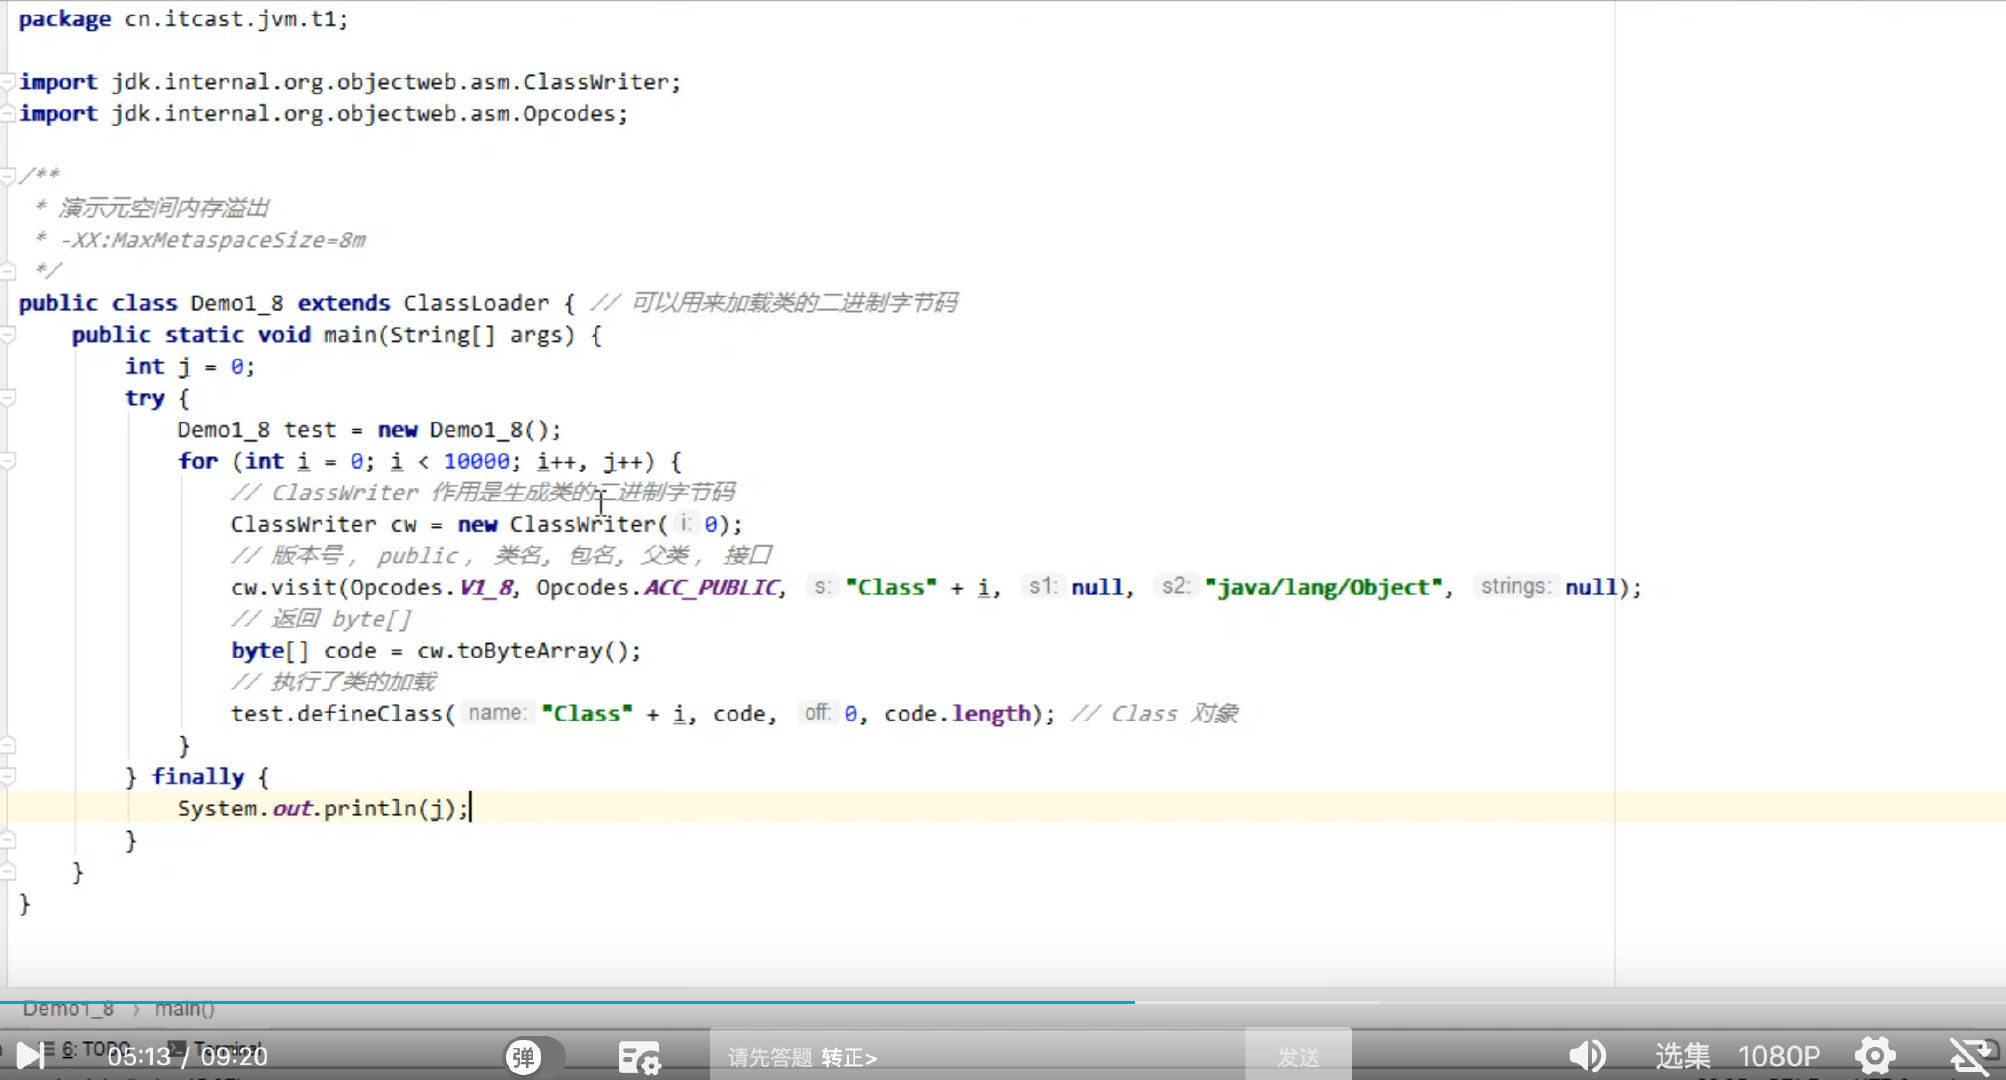 package cn.itcast.jvm.t1;
import jdk.internal.org.objectweb.asm.ClassWriter;
import jdk.internal.org.objectweb.asm.Opcodes;
/**
 * 演示元空间内存溢出
 * -XX:MaxMetaspaceSize=8m
 */
public class Demo1_8 extends ClassLoader { // 可以用来加载类的二进制字节码
    public static void main(String[] args) {
        int j = 0;
        try {
            Demo1_8 test = new Demo1_8();
            for (int i = 0; i < 10000; i++, j++) {
                // ClassWriter 作用是生成类的二进制字节码
                ClassWriter cw = new ClassWriter( i: 0);
                // 版本号， public， 类名, 包名, 父类， 接口
                cw.visit(Opcodes.V1_8, Opcodes.ACC_PUBLIC, s: "Class" + i, s1: null, s2: "java/lang/Object", strings: null);
                // 返回 byte[]
                byte[] code = cw.toByteArray();
                // 执行了类的加载
                test.defineClass( name: "Class" + i, code, off: 0, code.length); // Class 对象
            }
        } finally {
            System.out.println(j);
        }
    }
}
Demo1_8 > main()
6: TODO Terminal
05:13 / 09:20 弹 请先答题 转正> 发送 选集 1080P